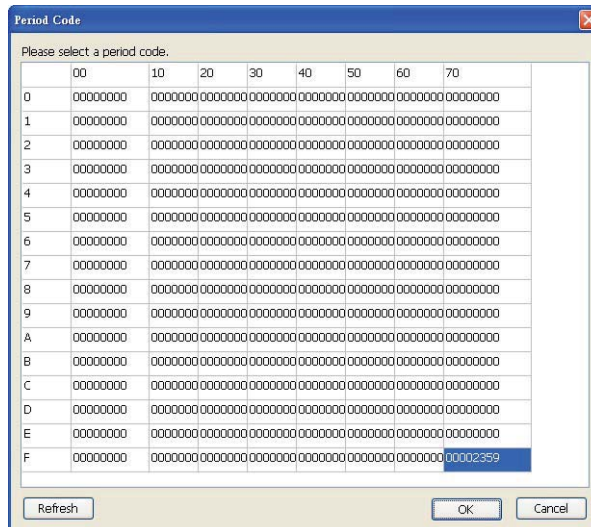 Period Code
Please select a period code.
00 10 20 30 40 50 60 70
0 00000000 0000000 0000000 0000000 0000000 0000000 0000000 00000000
1 00000000 0000000 0000000 0000000 0000000 0000000 0000000 00000000
2 00000000 0000000 0000000 0000000 0000000 0000000 0000000 00000000
3 00000000 0000000 0000000 0000000 0000000 0000000 0000000 00000000
4 00000000 0000000 0000000 0000000 0000000 0000000 0000000 00000000
5 00000000 0000000 0000000 0000000 0000000 0000000 0000000 00000000
6 00000000 0000000 0000000 0000000 0000000 0000000 0000000 00000000
7 00000000 0000000 0000000 0000000 0000000 0000000 0000000 00000000
8 00000000 0000000 0000000 0000000 0000000 0000000 0000000 00000000
9 00000000 0000000 0000000 0000000 0000000 0000000 0000000 00000000
A 00000000 0000000 0000000 0000000 0000000 0000000 0000000 00000000
B 00000000 0000000 0000000 0000000 0000000 0000000 0000000 00000000
C 00000000 0000000 0000000 0000000 0000000 0000000 0000000 00000000
D 00000000 0000000 0000000 0000000 0000000 0000000 0000000 00000000
E 00000000 0000000 0000000 0000000 0000000 0000000 0000000 00000000
F 00000000 0000000 0000000 0000000 0000000 0000000 0000000 00002359
Refresh OK Cancel